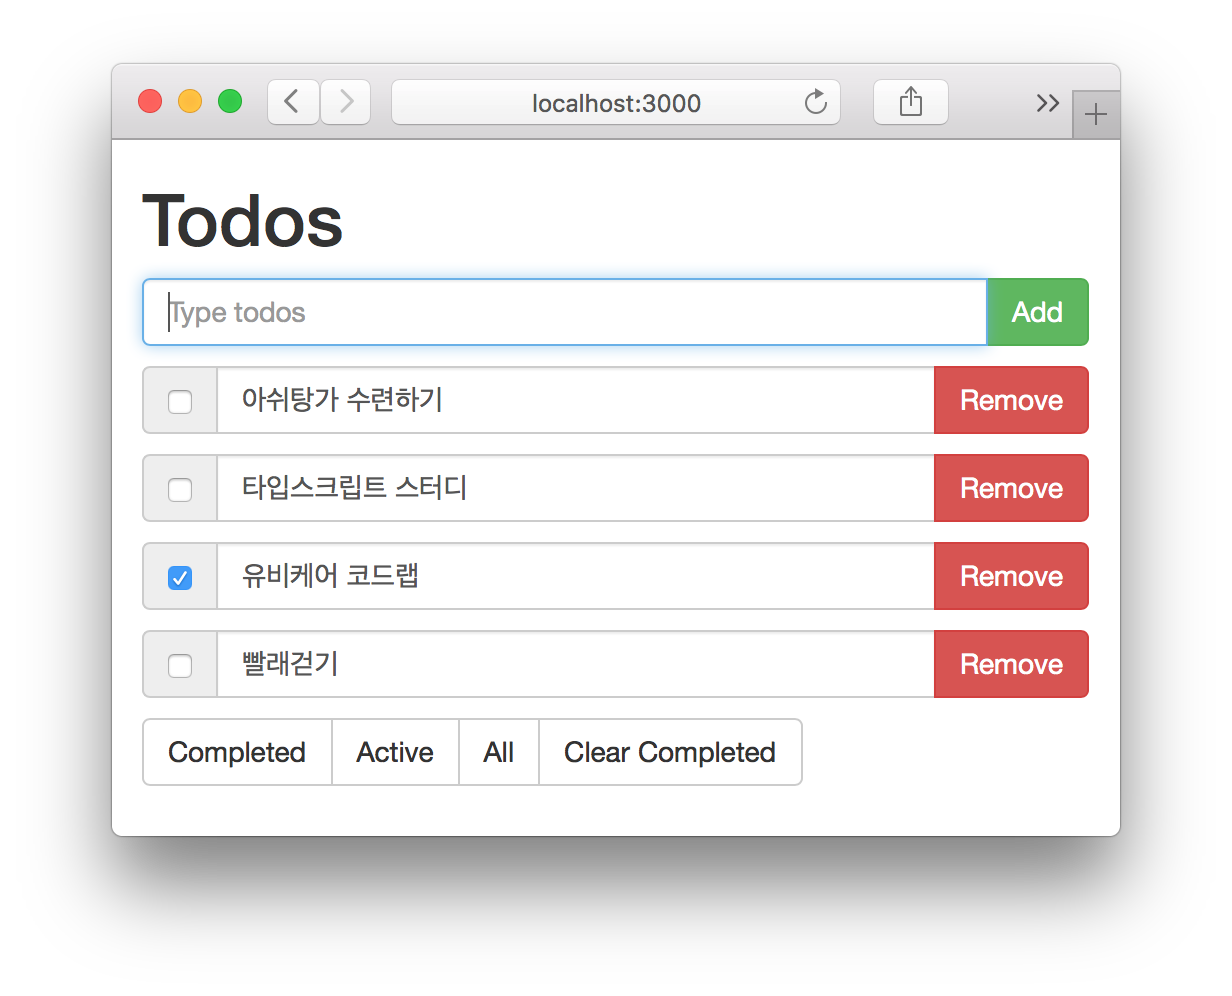 localhost:3000
Todos
Type todos Add
아쉬탕가 수련하기 Remove
타입스크립트 스터디 Remove
유비케어 코드랩 Remove
빨래걷기 Remove
Completed Active All Clear Completed